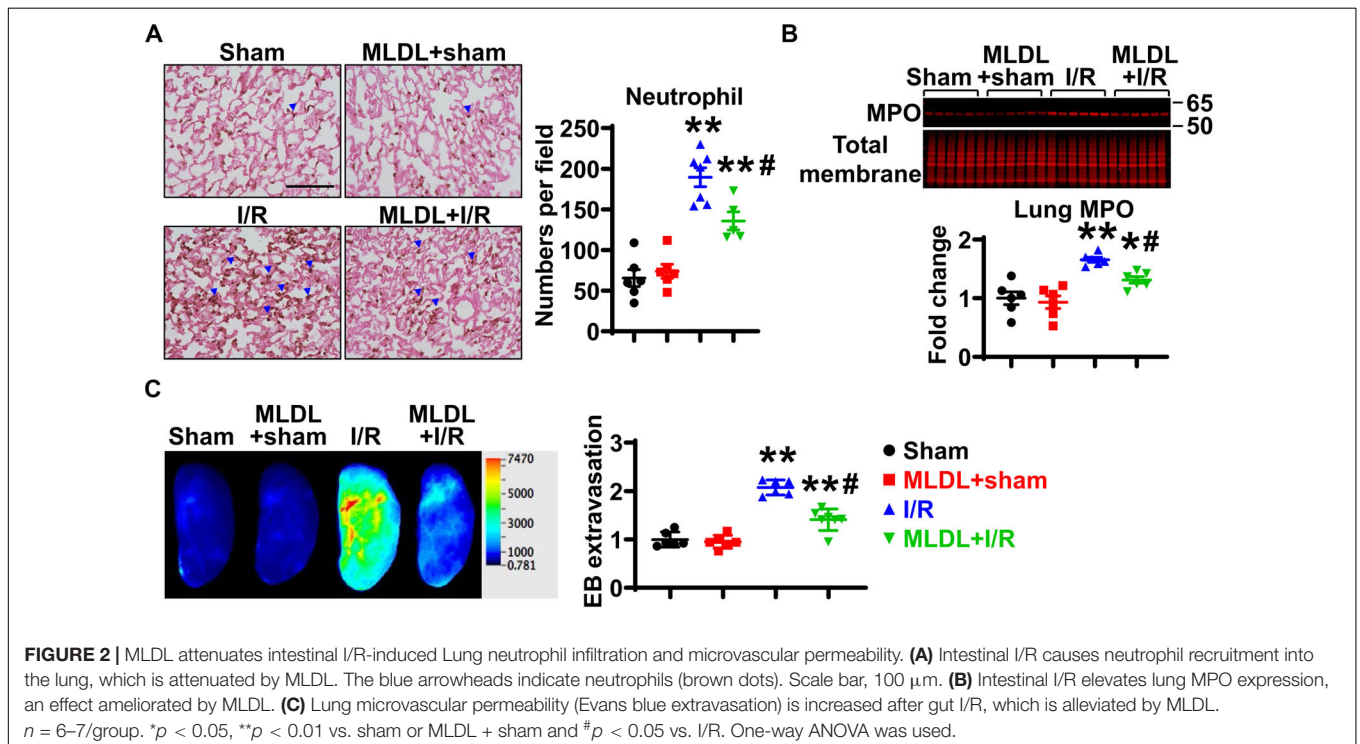 A
Sham
MLDL+sham
I/R
MLDL+I/R
Neutrophil
Numbers per field
250
200
150
100
50
0
**
**#
B
Sham
MLDL
+sham
I/R
MLDL
+I/R
MPO
65
50
Total
membrane
Lung MPO
Fold change
2
1
0
**
*#
C
Sham
MLDL
+sham
I/R
MLDL
+I/R
7470
5000
3000
1000
0.781
EB extravasation
3
2
1
0
**
**#
Sham
MLDL+sham
I/R
MLDL+I/R
FIGURE 2 | MLDL attenuates intestinal I/R-induced Lung neutrophil infiltration and microvascular permeability. (A) Intestinal I/R causes neutrophil recruitment into
the lung, which is attenuated by MLDL. The blue arrowheads indicate neutrophils (brown dots). Scale bar, 100 μm. (B) Intestinal I/R elevates lung MPO expression,
an effect ameliorated by MLDL. (C) Lung microvascular permeability (Evans blue extravasation) is increased after gut I/R, which is alleviated by MLDL.
n = 6–7/group. *p < 0.05, **p < 0.01 vs. sham or MLDL + sham and #p < 0.05 vs. I/R. One-way ANOVA was used.